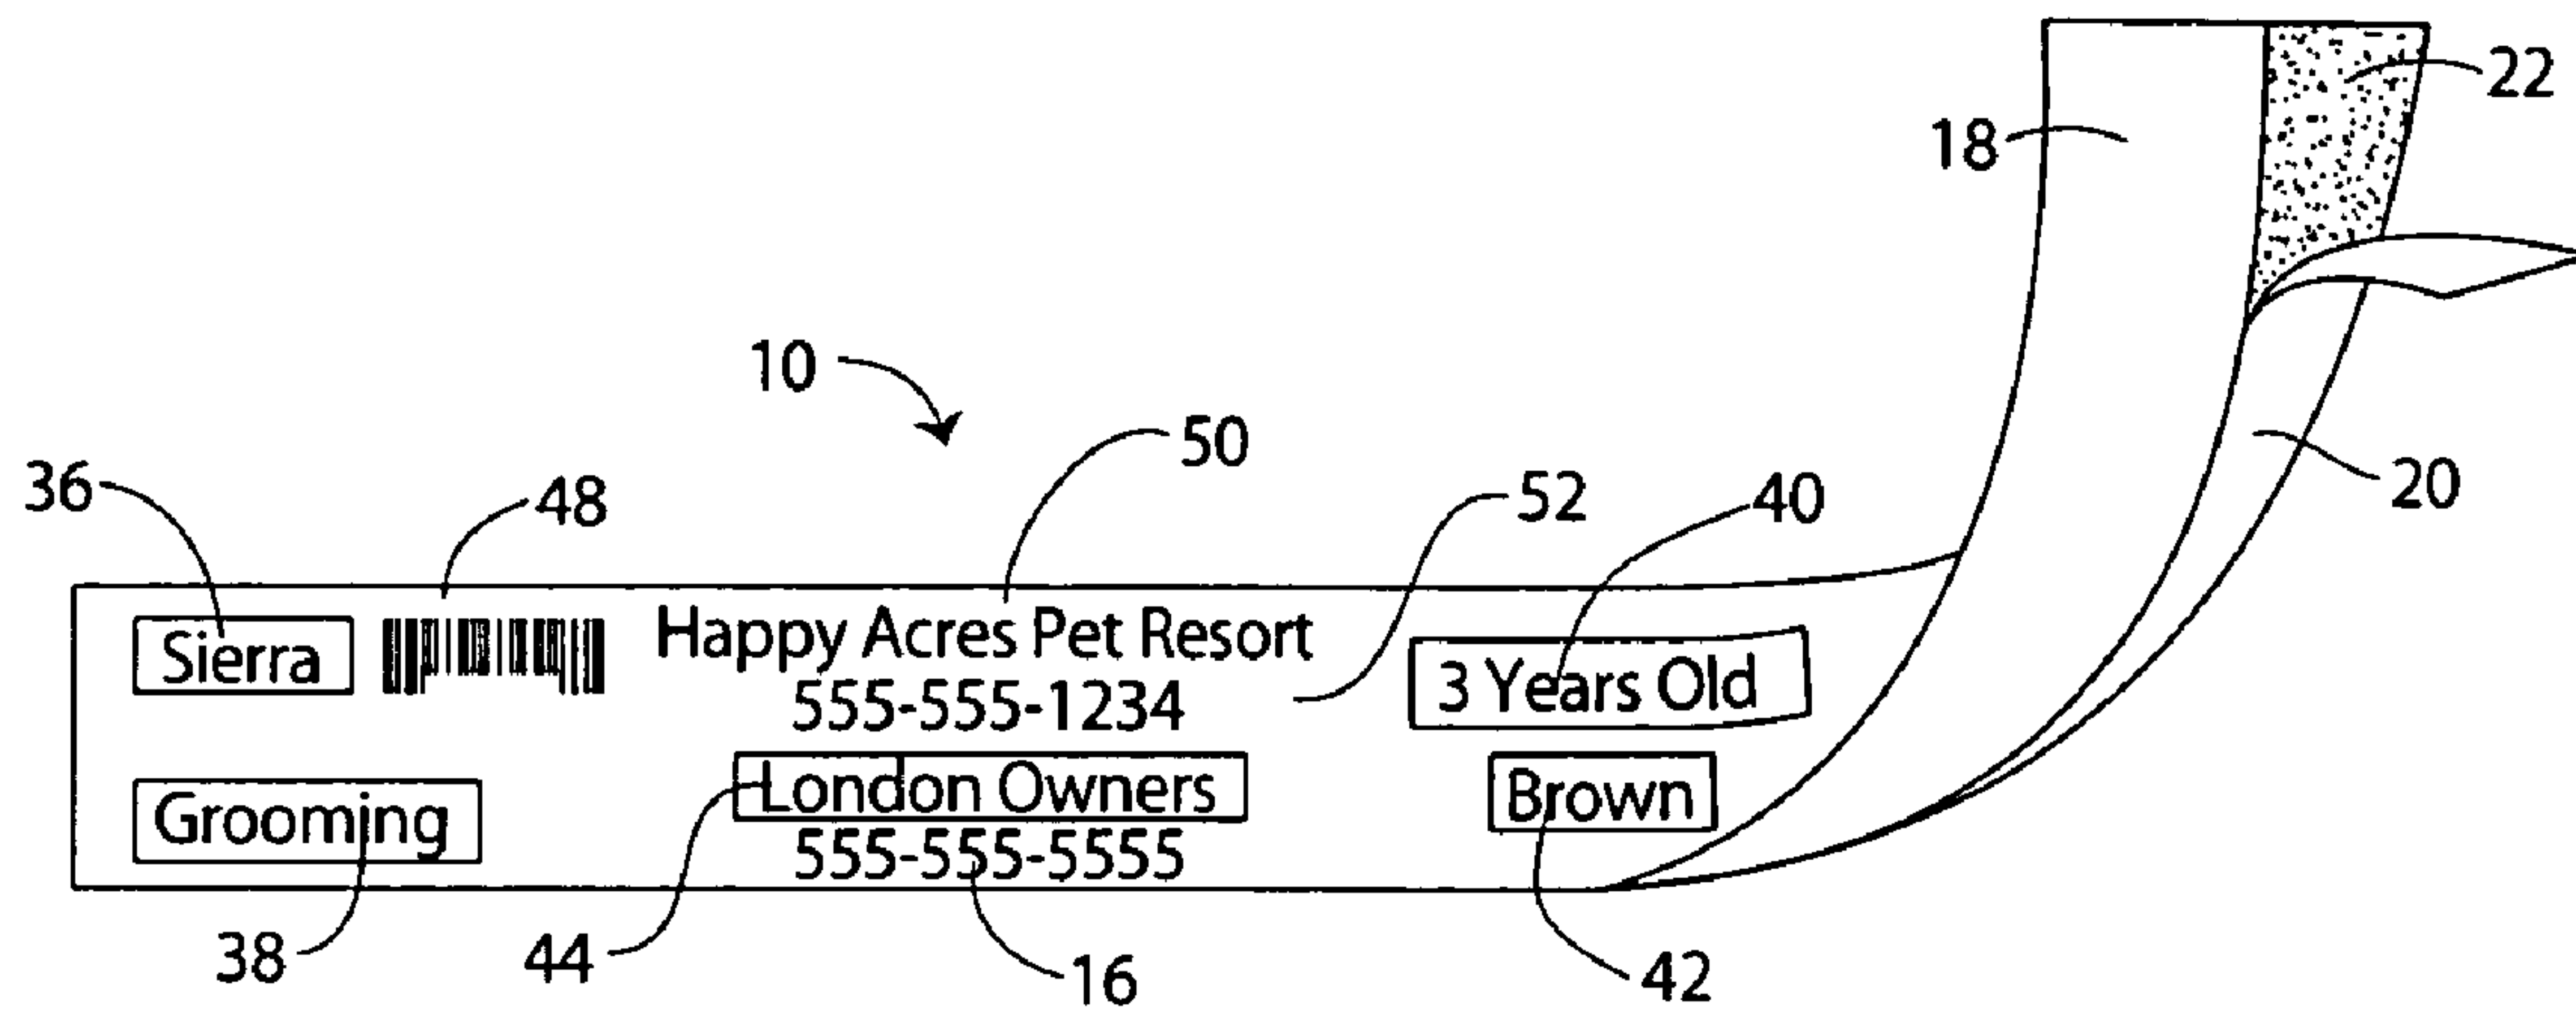 22
18
10
50
36
48
52
40
20
Sierra
Happy Acres Pet Resort
3 Years Old
555-555-1234
Grooming
London Owners
Brown
555-555-5555
38
44
16
42